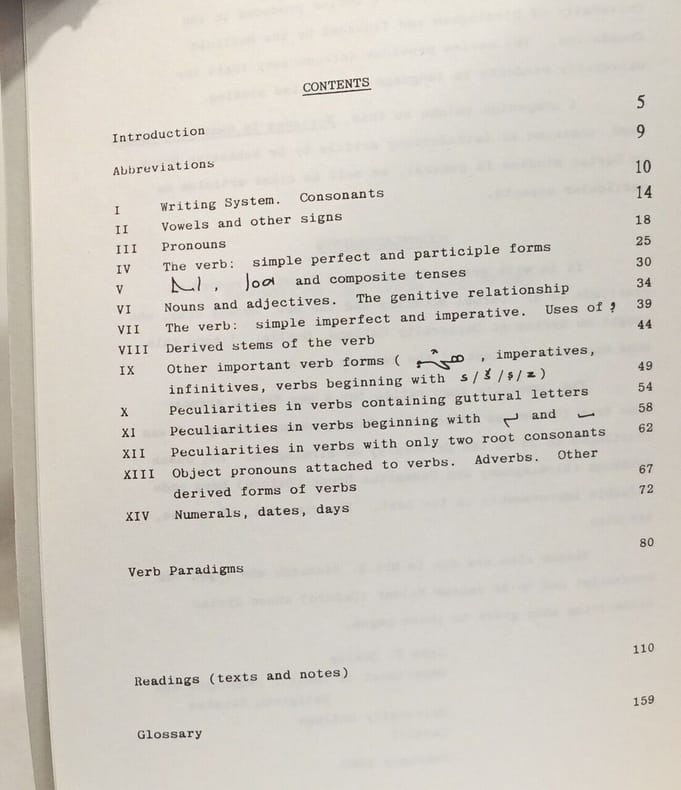 CONTENTS
Introduction 5
Abbreviations 9
I Writing System. Consonants 10
II Vowels and other signs 14
III Pronouns 18
IV The verb: simple perfect and participle forms 25
V ܐܝܬ , ܗܘܐ and composite tenses 30
VI Nouns and adjectives. The genitive relationship 34
VII The verb: simple imperfect and imperative. Uses of ܕ 39
VIII Derived stems of the verb 44
IX Other important verb forms ( , imperatives,
infinitives, verbs beginning with s/š/ṣ/z) 49
X Peculiarities in verbs containing guttural letters 54
XI Peculiarities in verbs beginning with ܢ and ܝ 58
XII Peculiarities in verbs with only two root consonants 62
XIII Object pronouns attached to verbs. Adverbs. Other
derived forms of verbs 67
XIV Numerals, dates, days 72
Verb Paradigms 80
Readings (texts and notes) 110
Glossary 159